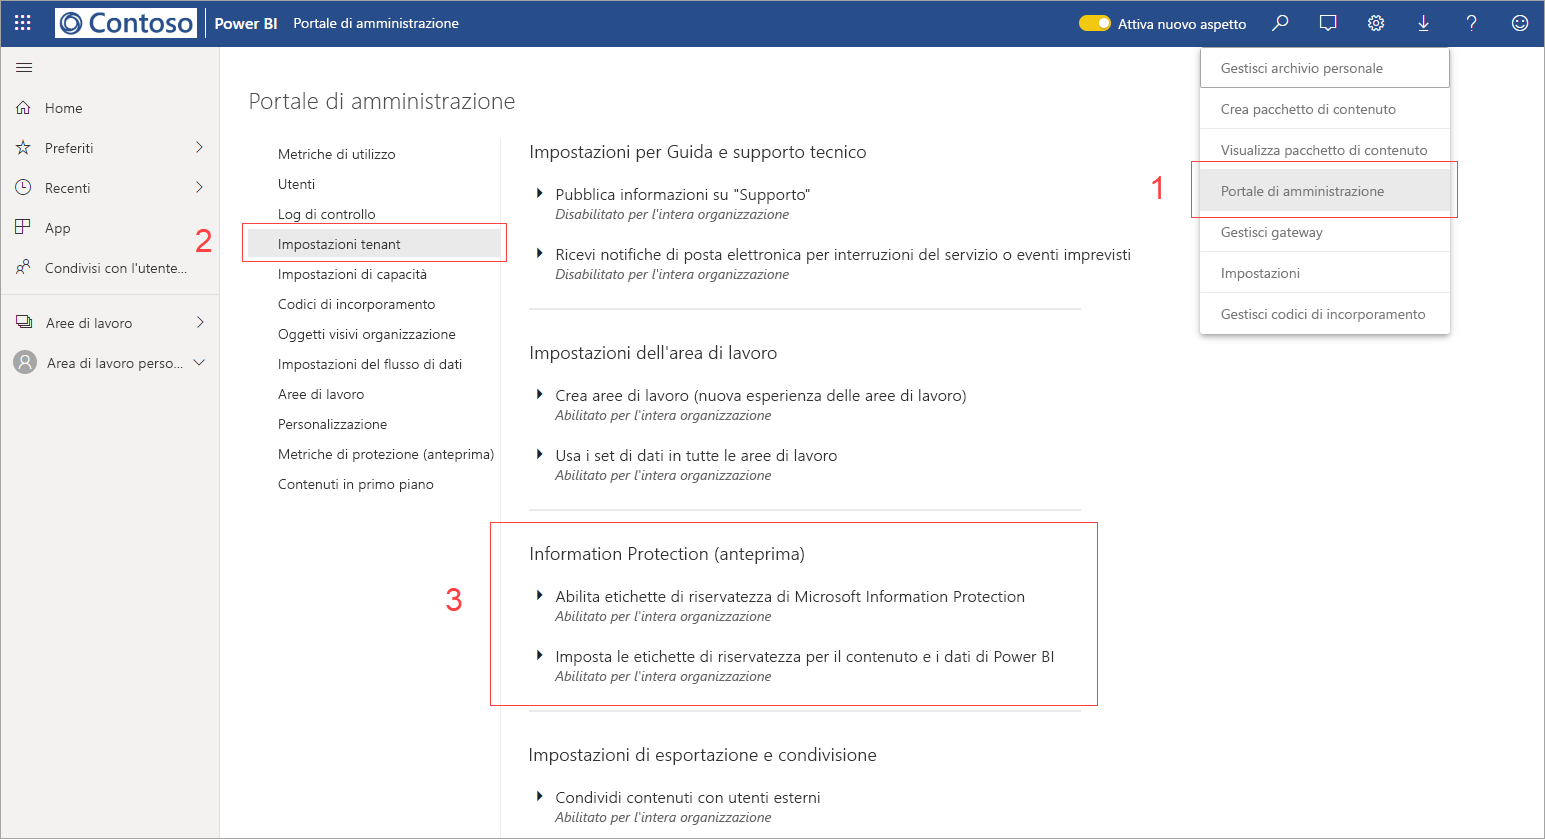 Contoso
Power BI
Portale di amministrazione
Attiva nuovo aspetto
?
Home
Preferiti
Recenti
App
Condivisi con l'utente...
Aree di lavoro
Area di lavoro perso...
Portale di amministrazione
Metriche di utilizzo
Utenti
Log di controllo
2
Impostazioni tenant
Impostazioni di capacità
Codici di incorporamento
Oggetti visivi organizzazione
Impostazioni del flusso di dati
Aree di lavoro
Personalizzazione
Metriche di protezione (anteprima)
Contenuti in primo piano
Impostazioni per Guida e supporto tecnico
Pubblica informazioni su "Supporto"
Disabilitato per l'intera organizzazione
Ricevi notifiche di posta elettronica per interruzioni del servizio o eventi imprevisti
Disabilitato per l'intera organizzazione
Impostazioni dell'area di lavoro
Crea aree di lavoro (nuova esperienza delle aree di lavoro)
Abilitato per l'intera organizzazione
Usa i set di dati in tutte le aree di lavoro
Abilitato per l'intera organizzazione
3
Information Protection (anteprima)
Abilita etichette di riservatezza di Microsoft Information Protection
Abilitato per l'intera organizzazione
Imposta le etichette di riservatezza per il contenuto e i dati di Power BI
Abilitato per l'intera organizzazione
Impostazioni di esportazione e condivisione
Condividi contenuti con utenti esterni
Abilitato per l'intera organizzazione
Gestisci archivio personale
Crea pacchetto di contenuto
Visualizza pacchetto di contenuto
1
Portale di amministrazione
Gestisci gateway
Impostazioni
Gestisci codici di incorporamento